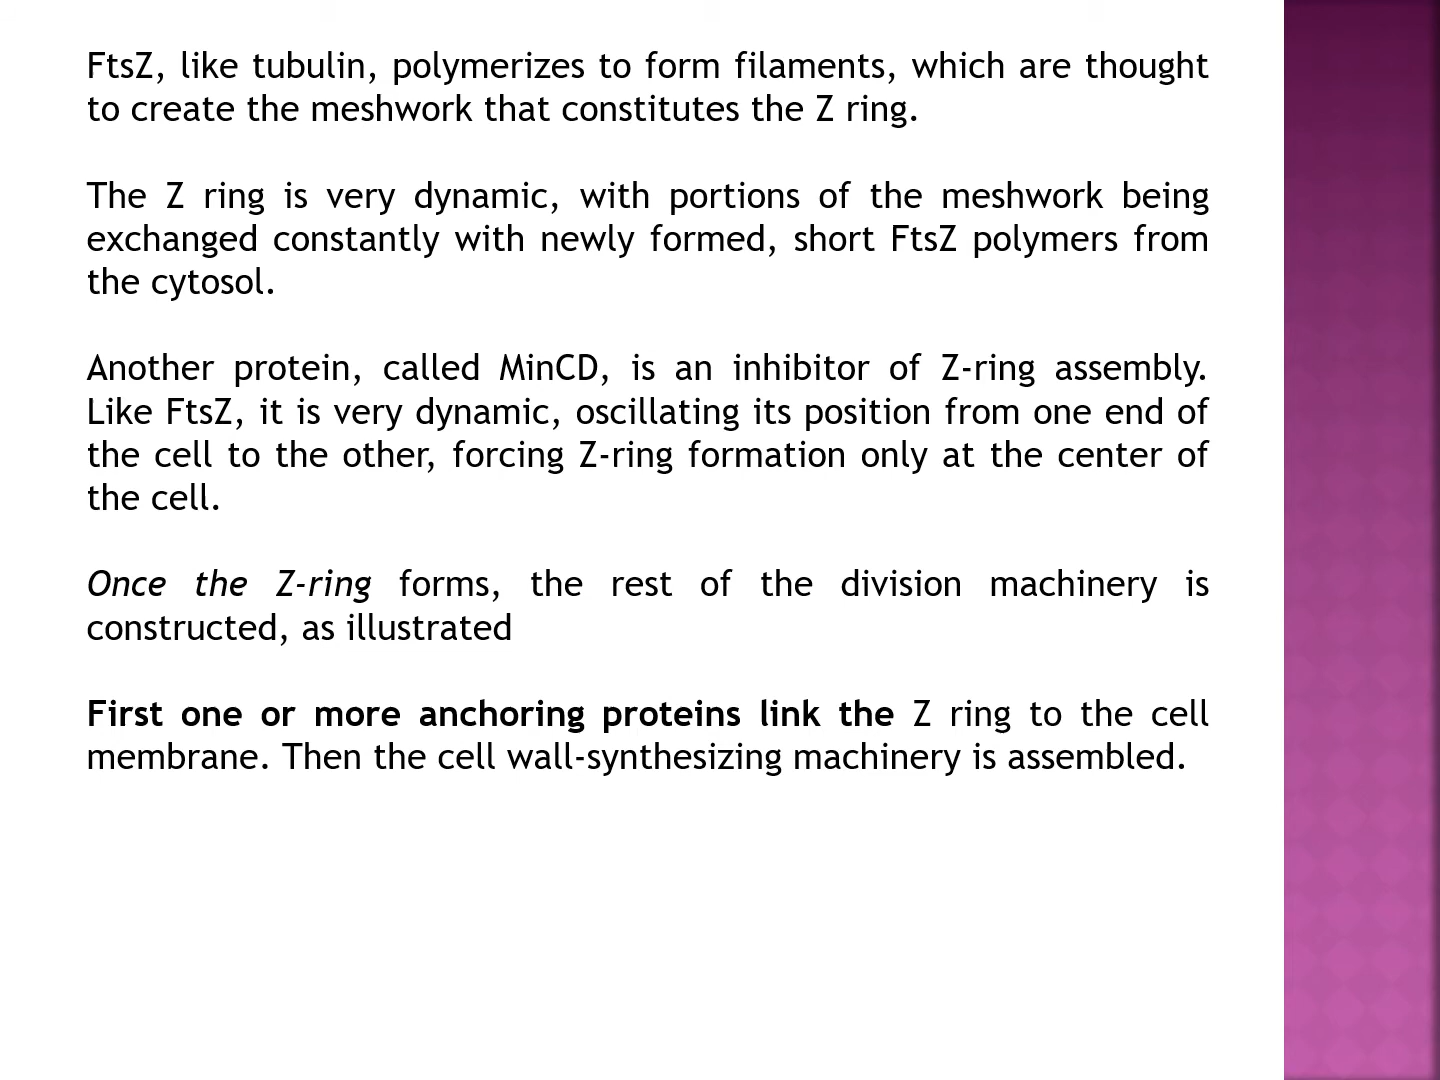 FtsZ, like tubulin, polymerizes to form filaments, which are thought
to create the meshwork that constitutes the Z ring.
The Z ring is very dynamic, with portions of the meshwork being
exchanged constantly with newly formed, short FtsZ polymers from
the cytosol.
Another protein, called MinCD, is an inhibitor of Z-ring assembly.
Like FtsZ, it is very dynamic, oscillating its position from one end of
the cell to the other, forcing Z-ring formation only at the center of
the cell.
Once the Z-ring forms, the rest of the division machinery is
constructed, as illustrated
First one or more anchoring proteins link the Z ring to the cell
membrane. Then the cell wall-synthesizing machinery is assembled.